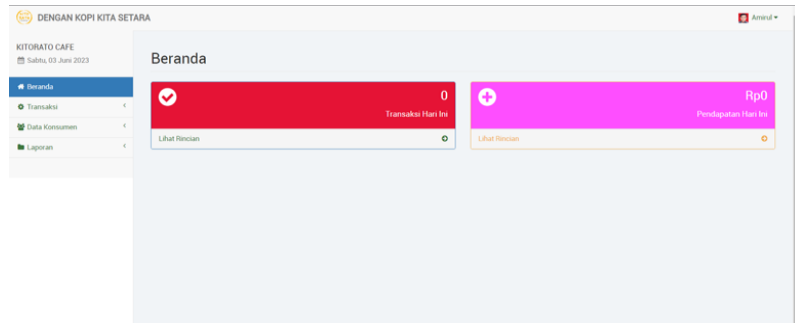 DENGAN KOPI KITA SETARA
Amirul
KITORATO CAFE
Sabtu, 03 Juni 2023
Beranda
Transaksi
Data Konsumen
Laporan
Beranda
0
Transaksi Hari Ini
Lihat Rincian
Rp0
Pendapatan Hari Ini
Lihat Rincian